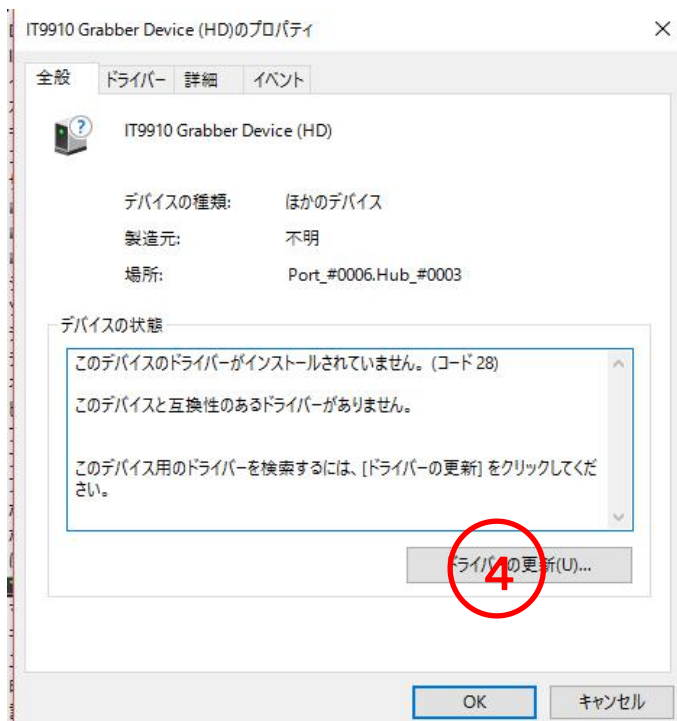 IT9910 Grabber Device (HD)のプロパティ
全般 ドライバー 詳細 イベント
IT9910 Grabber Device (HD)
デバイスの種類: ほかのデバイス
製造元: 不明
場所: Port_#0006.Hub_#0003
デバイスの状態
このデバイスのドライバーがインストールされていません。(コード 28)
このデバイスと互換性のあるドライバーがありません。
このデバイス用のドライバーを検索するには、[ドライバーの更新] をクリックしてくだ
さい。
ドライバーの更新(U)...
4
OK キャンセル